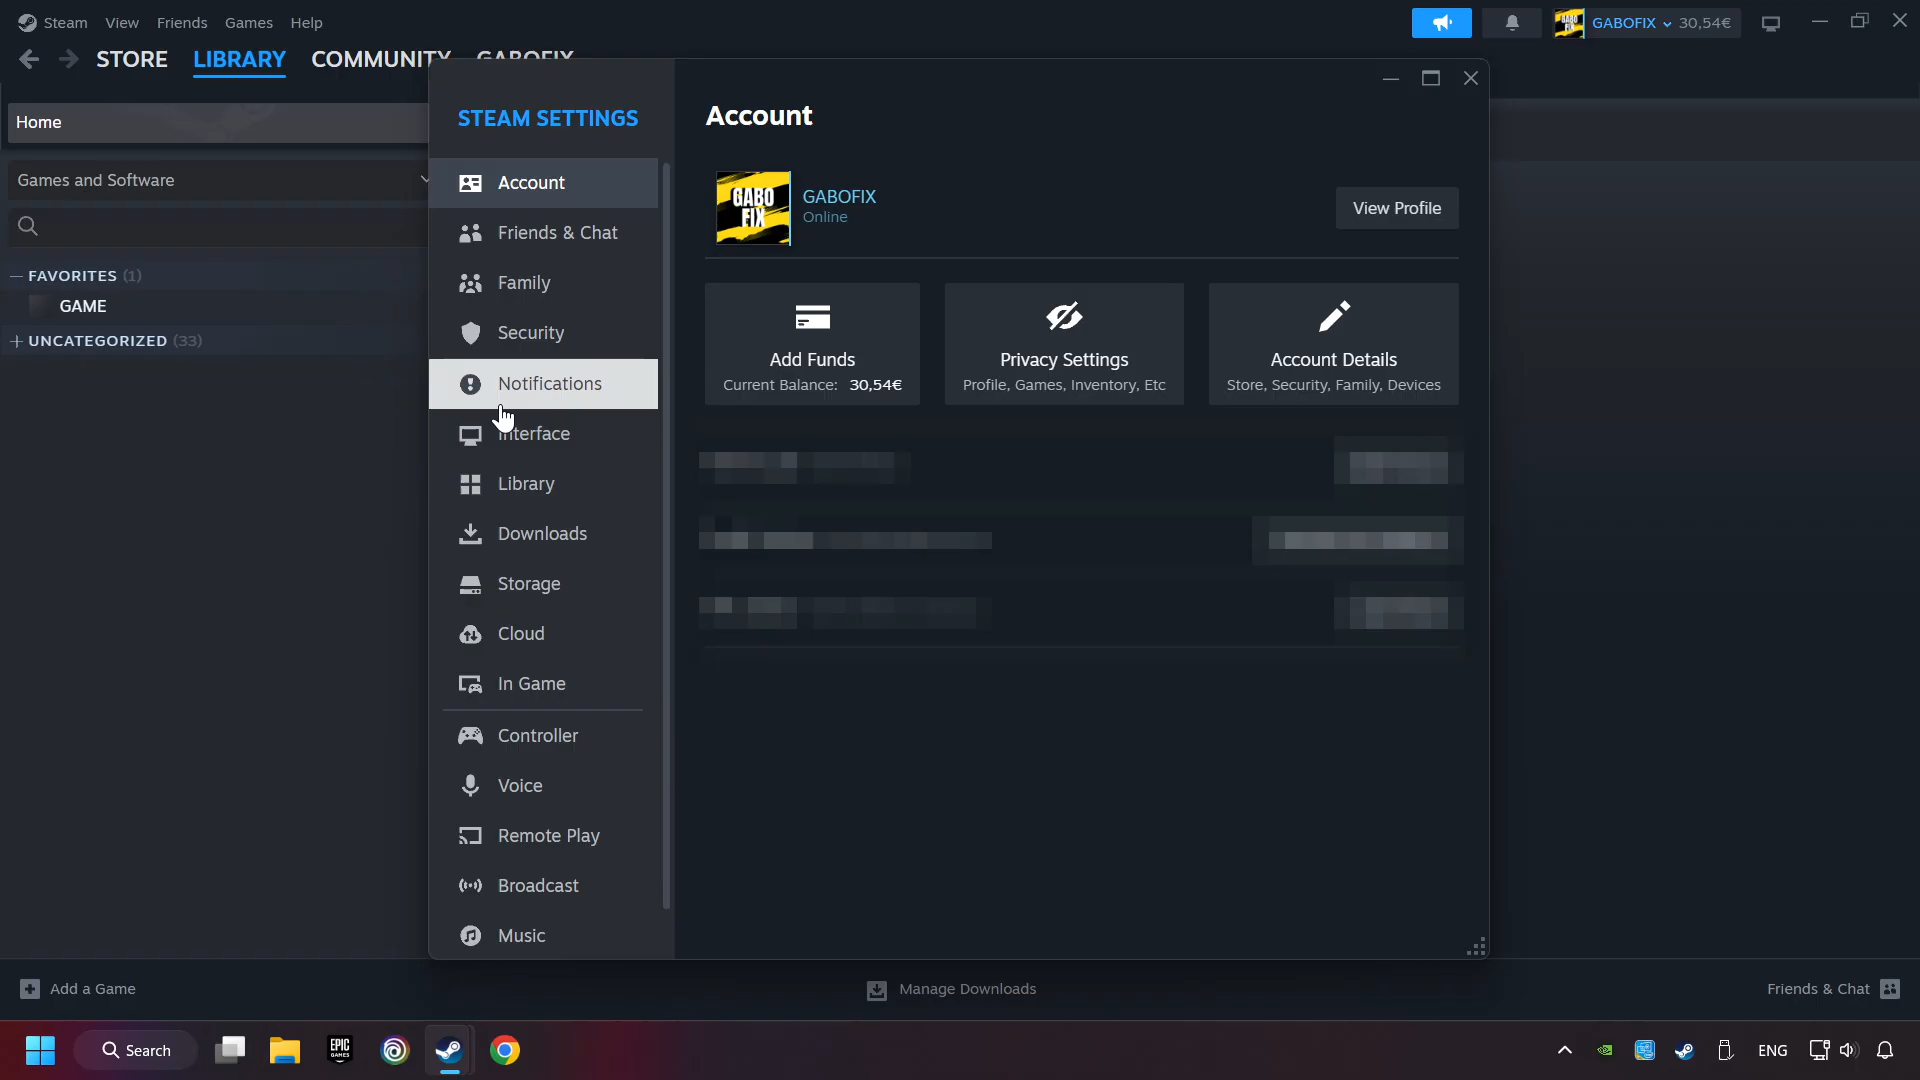 Steam View Friends Games Help
GABOFIX 30,54€
STORE LIBRARY COMMUNITY GABOFIX
Home
Games and Software
FAVORITES (1)
GAME
UNCATEGORIZED (33)
STEAM SETTINGS
Account
Friends & Chat
Family
Security
Notifications
Interface
Library
Downloads
Storage
Cloud
In Game
Controller
Voice
Remote Play
Broadcast
Music
Account
GABO
FIX
GABOFIX
Online
View Profile
Add Funds
Current Balance: 30,54€
Privacy Settings
Profile, Games, Inventory, Etc
Account Details
Store, Security, Family, Devices
Add a Game
Manage Downloads
Friends & Chat
Search
EPIC
GAMES
ENG